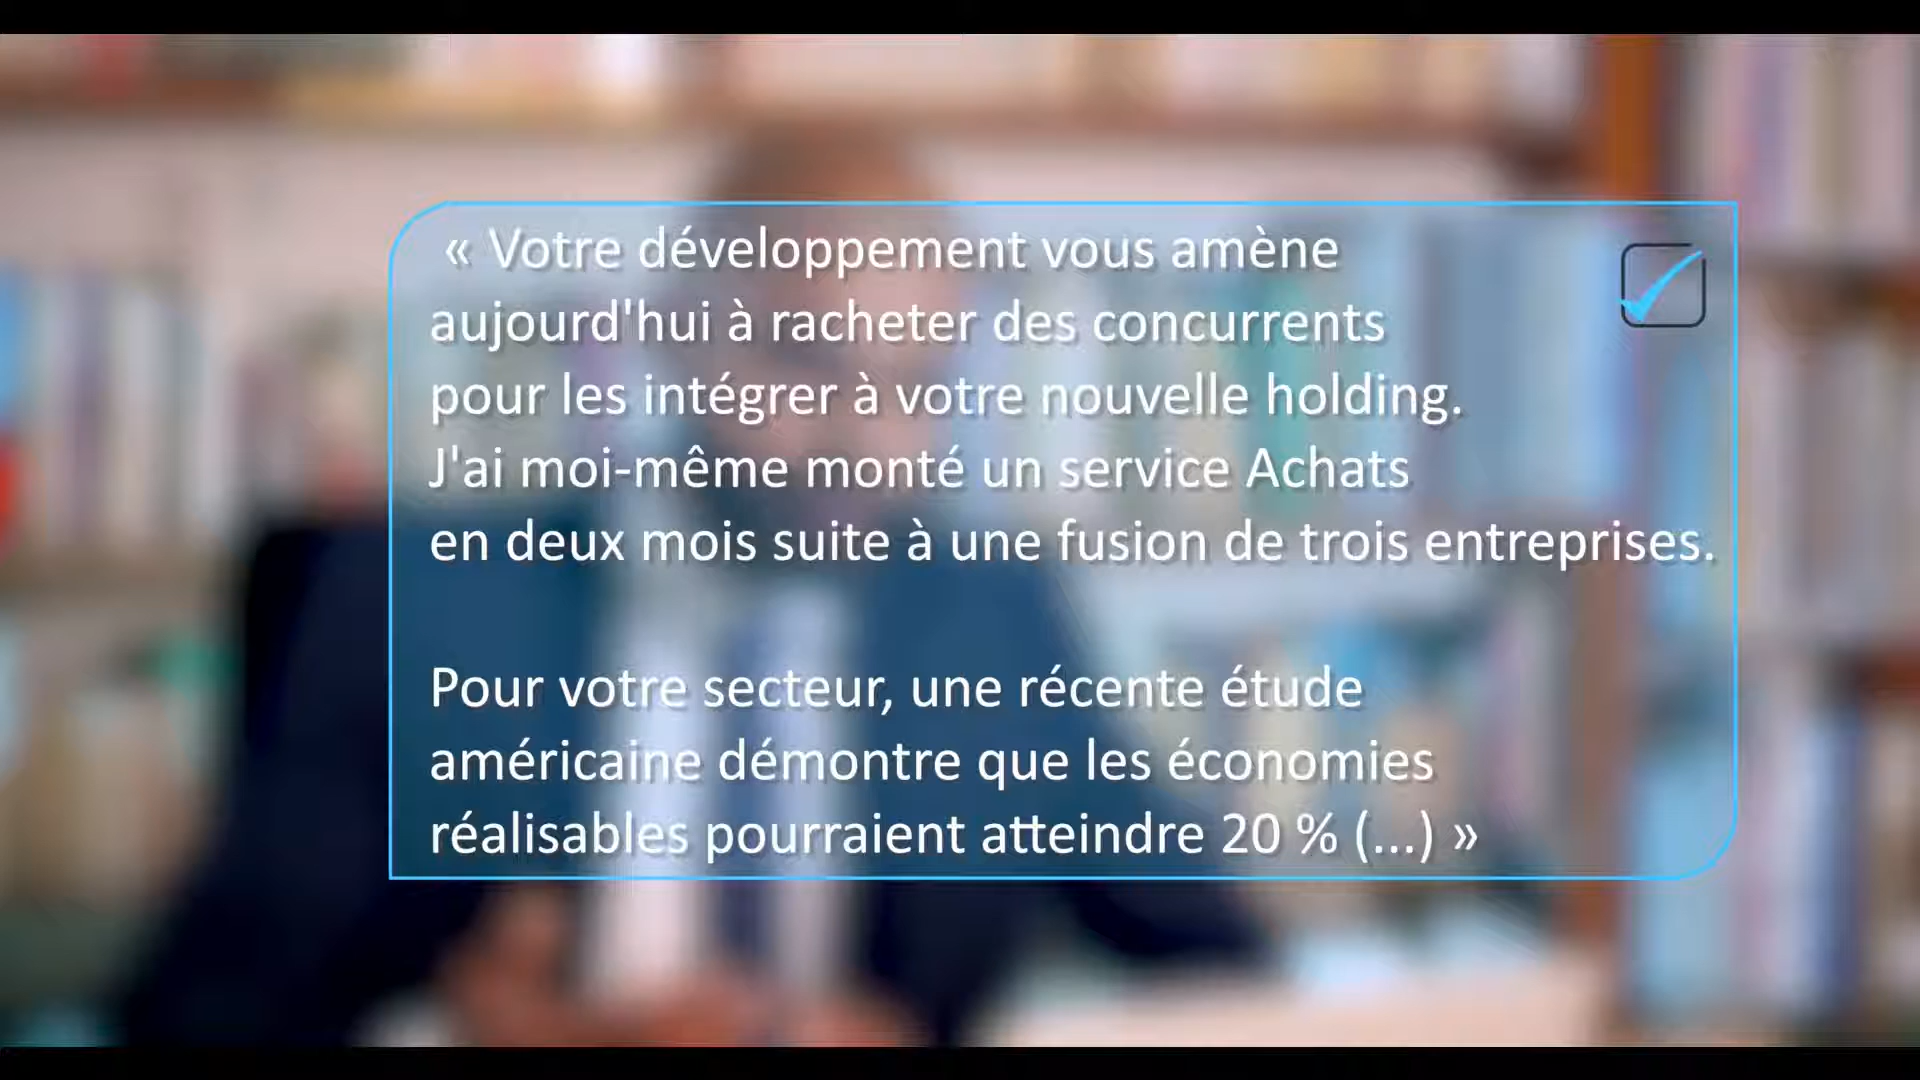 « Votre développement vous amène
aujourd'hui à racheter des concurrents
pour les intégrer à votre nouvelle holding.
J'ai moi-même monté un service Achats
en deux mois suite à une fusion de trois entreprises.
Pour votre secteur, une récente étude
américaine démontre que les économies
réalisables pourraient atteindre 20 % (...) »